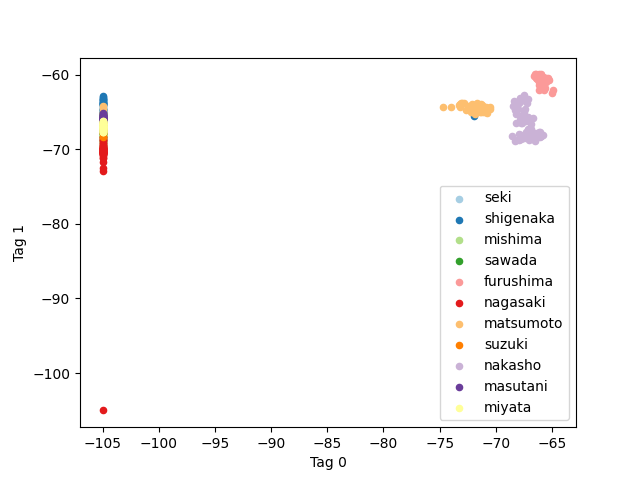 −60
−70
−80
−90
−100
Tag 1
−105
−100
−95
−90
−85
−80
−75
−70
−65
Tag 0
seki
shigenaka
mishima
sawada
furushima
nagasaki
matsumoto
suzuki
nakasho
masutani
miyata